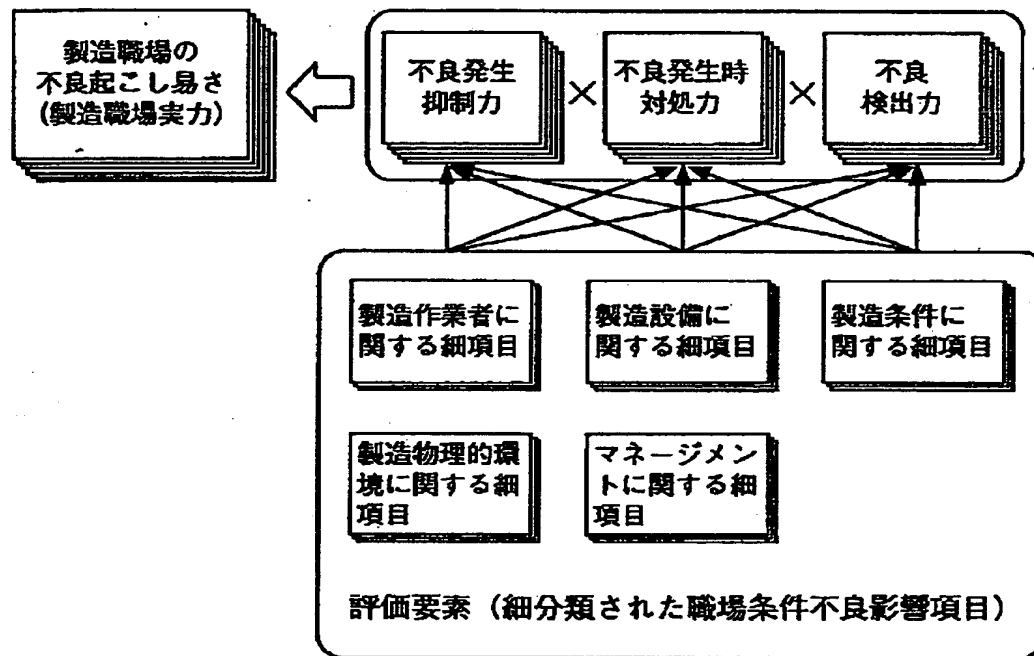 製造職場の
不良起こし易さ
(製造職場実力)
不良発生
抑制力
×
不良発生時
対処力
×
不良
検出力
製造作業者に
関する細項目
製造設備に
関する細項目
製造条件に
関する細項目
製造物理的環
境に関する細
項目
マネージメン
トに関する細
項目
評価要素（細分類された職場条件不良影響項目）